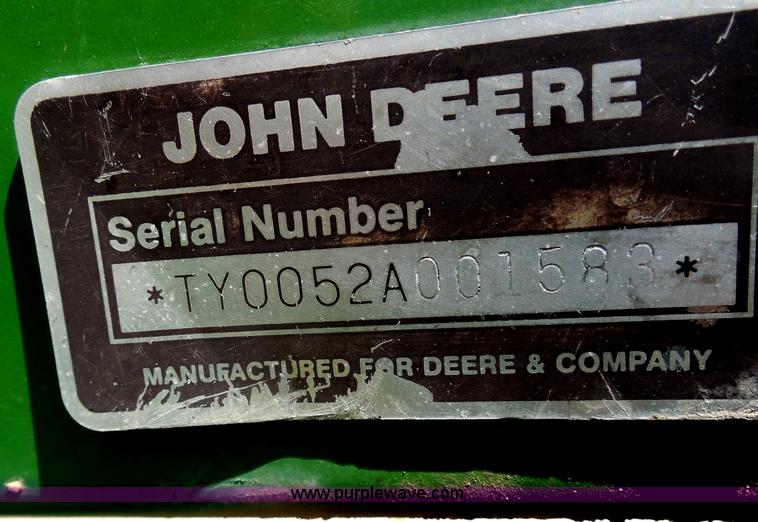 JOHN DEERE
Serial Number
*TY0052A001583*
MANUFACTURED FOR DEERE & COMPANY
www.purplewave.com